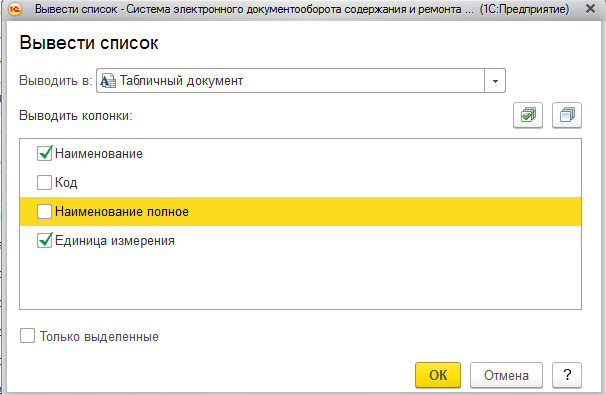 Вывести список - Система электронного документооборота содержания и ремонта ... (1С:Предприятие)
Вывести список
Выводить в: Табличный документ
Выводить колонки:
Наименование
Код
Наименование полное
Единица измерения
Только выделенные
ОК Отмена ?